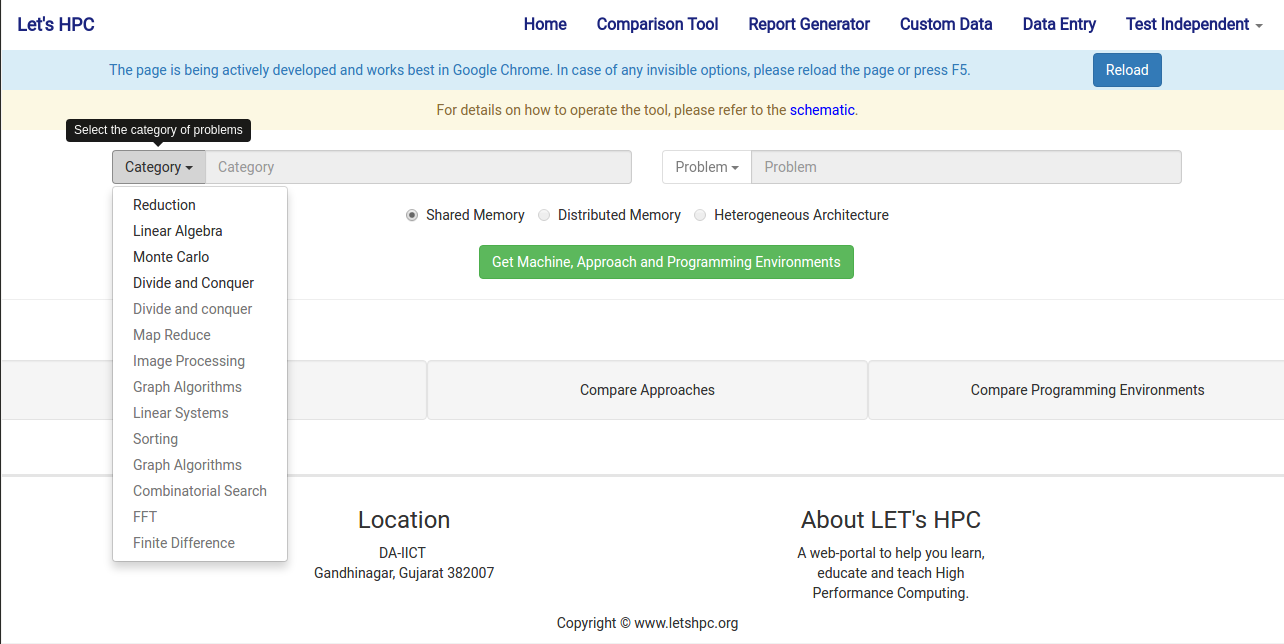 Let's HPC
Home
Comparison Tool
Report Generator
Custom Data
Data Entry
Test Independent
The page is being actively developed and works best in Google Chrome. In case of any invisible options, please reload the page or press F5.
Reload
For details on how to operate the tool, please refer to the schematic.
Select the category of problems
Category
Category
Problem
Problem
Reduction
Linear Algebra
Monte Carlo
Divide and Conquer
Divide and conquer
Map Reduce
Image Processing
Graph Algorithms
Linear Systems
Sorting
Graph Algorithms
Combinatorial Search
FFT
Finite Difference
Shared Memory
Distributed Memory
Heterogeneous Architecture
Get Machine, Approach and Programming Environments
Compare Approaches
Compare Programming Environments
Location
DA-IICT
Gandhinagar, Gujarat 382007
About LET's HPC
A web-portal to help you learn,
educate and teach High
Performance Computing.
Copyright © www.letshpc.org